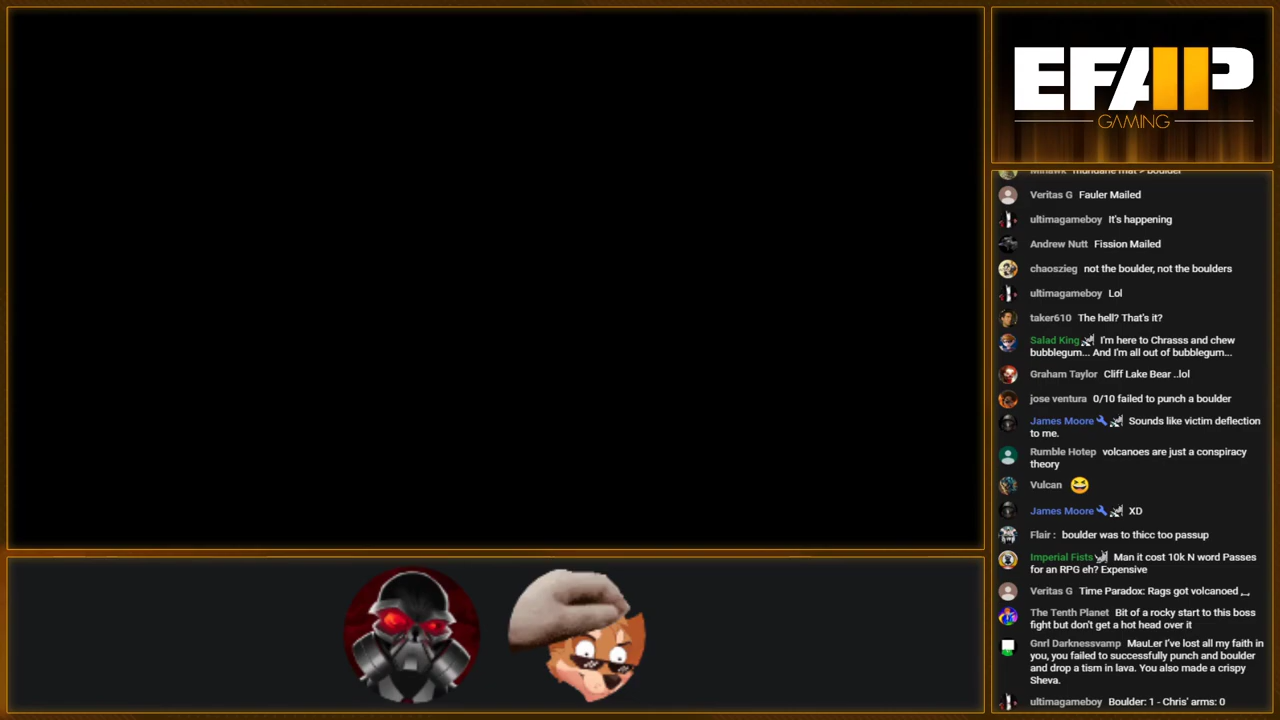 EFAIIP
GAMING
Mihawk mundane mat > boulder
Veritas G Fauler Mailed
ultimagameboy It's happening
Andrew Nutt Fission Mailed
chaoszieg not the boulder, not the boulders
ultimagameboy Lol
taker610 The hell? That's it?
Salad King I'm here to Chrasss and chew
bubblegum... And I'm all out of bubblegum...
Graham Taylor Cliff Lake Bear ..lol
jose ventura 0/10 failed to punch a boulder
James Moore Sounds like victim deflection
to me.
Rumble Hotep volcanoes are just a conspiracy
theory
Vulcan 😆
James Moore XD
Flair : boulder was to thicc too passup
Imperial Fists Man it cost 10k N word Passes
for an RPG eh? Expensive
Veritas G Time Paradox: Rags got volcanoed
The Tenth Planet Bit of a rocky start to this boss
fight but don't get a hot head over it
Gnrl Darknessvamp MauLer I've lost all my faith in
you, you failed to successfully punch and boulder
and drop a tism in lava. You also made a crispy
Sheva.
ultimagameboy Boulder: 1 - Chris' arms: 0